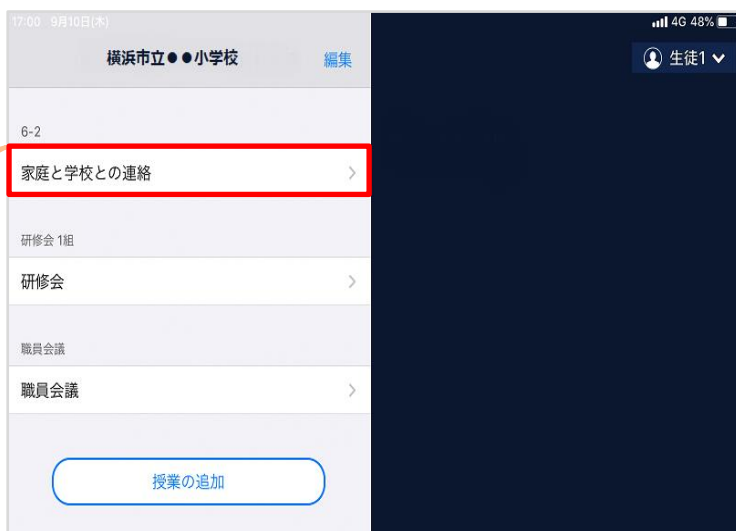 17:00 9月10日(木)
4G 48%
横浜市立●●小学校
編集
生徒1
6-2
家庭と学校との連絡
研修会 1組
研修会
職員会議
職員会議
授業の追加